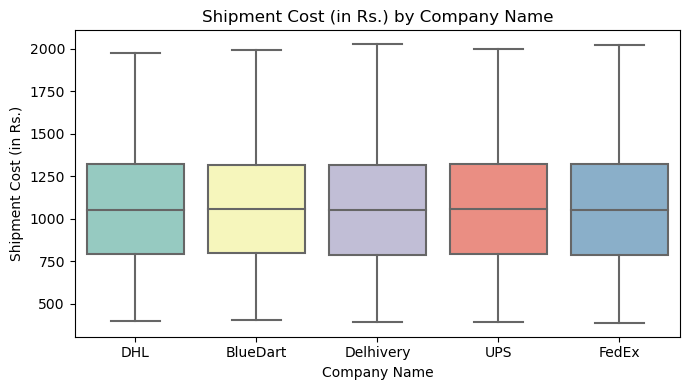 Shipment Cost (in Rs.) by Company Name
Shipment Cost (in Rs.)
2000
1750
1500
1250
1000
750
500
DHL BlueDart Delhivery UPS FedEx
Company Name